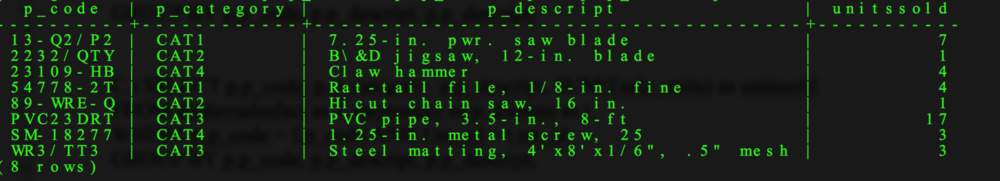 p_code | p_category | p_descript | unitssold
----------+------------+-------------------------------------+-----------
13-Q2/P2 | CAT1 | 7.25-in. pwr. saw blade | 7
2232/QTY | CAT2 | B\&D jigsaw, 12-in. blade | 1
23109-HB | CAT4 | Claw hammer | 4
54778-2T | CAT1 | Rat-tail file, 1/8-in. fine | 4
89-WRE-Q | CAT2 | Hicut chain saw, 16 in. | 1
PVC23DRT | CAT3 | PVC pipe, 3.5-in., 8-ft | 17
SM-18277 | CAT4 | 1.25-in. metal screw, 25 | 3
WR3/TT3 | CAT3 | Steel matting, 4'x8'x1/6", .5" mesh | 3
(8 rows)